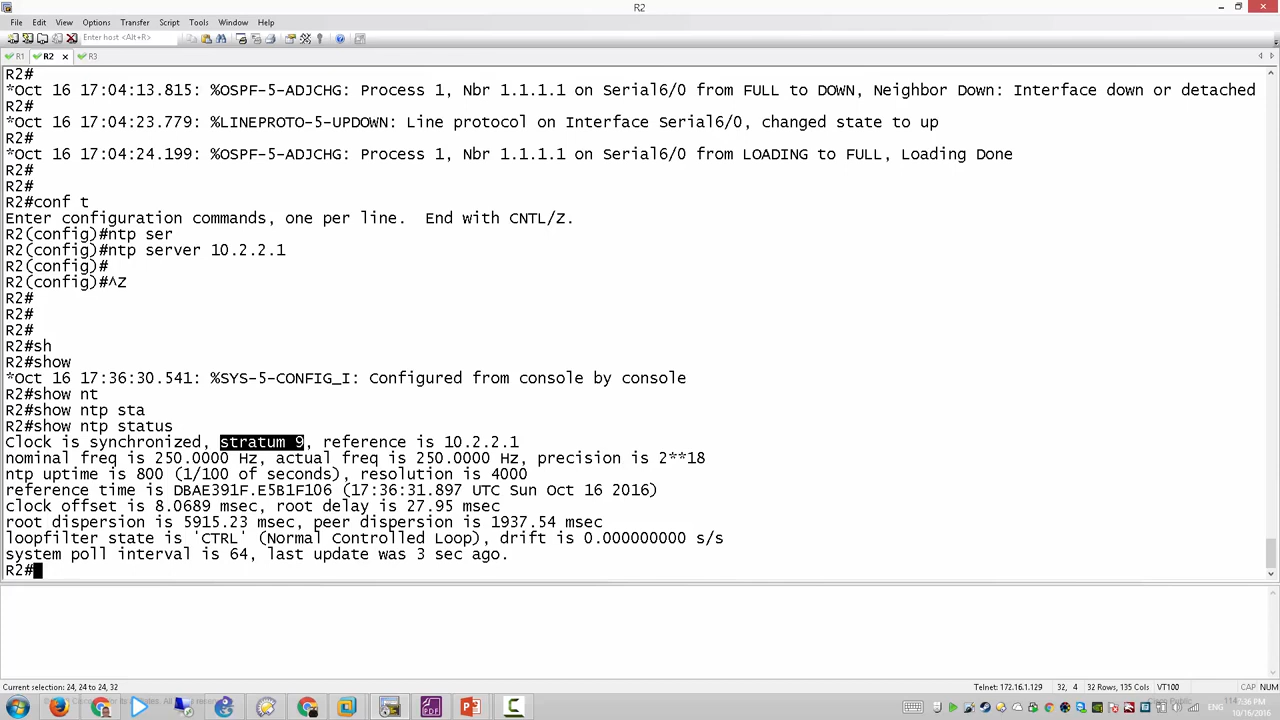 R2
File Edit View Options Transfer Script Tools Window Help
Enter host <Alt+R>
R1 R2 R3
R2#
*Oct 16 17:04:13.815: %OSPF-5-ADJCHG: Process 1, Nbr 1.1.1.1 on Serial6/0 from FULL to DOWN, Neighbor Down: Interface down or detached
R2#
*Oct 16 17:04:23.779: %LINEPROTO-5-UPDOWN: Line protocol on Interface Serial6/0, changed state to up
R2#
*Oct 16 17:04:24.199: %OSPF-5-ADJCHG: Process 1, Nbr 1.1.1.1 on Serial6/0 from LOADING to FULL, Loading Done
R2#
R2#
R2#conf t
Enter configuration commands, one per line.  End with CNTL/Z.
R2(config)#ntp ser
R2(config)#ntp server 10.2.2.1
R2(config)#
R2(config)#^Z
R2#
R2#
R2#
R2#sh
R2#show
*Oct 16 17:36:30.541: %SYS-5-CONFIG_I: Configured from console by console
R2#show nt
R2#show ntp sta
R2#show ntp status
Clock is synchronized, stratum 9, reference is 10.2.2.1
nominal freq is 250.0000 Hz, actual freq is 250.0000 Hz, precision is 2**18
ntp uptime is 800 (1/100 of seconds), resolution is 4000
reference time is DBAE391F.E5B1F106 (17:36:31.897 UTC Sun Oct 16 2016)
clock offset is 8.0689 msec, root delay is 27.95 msec
root dispersion is 5915.23 msec, peer dispersion is 1937.54 msec
loopfilter state is 'CTRL' (Normal Controlled Loop), drift is 0.000000000 s/s
system poll interval is 64, last update was 3 sec ago.
R2#
Current selection: 24, 24 to 24, 32 Telnet: 172.16.1.129 32, 4 32 Rows, 135 Cols VT100 CAP NUM
PDF ENG 7:36 PM
10/16/2016